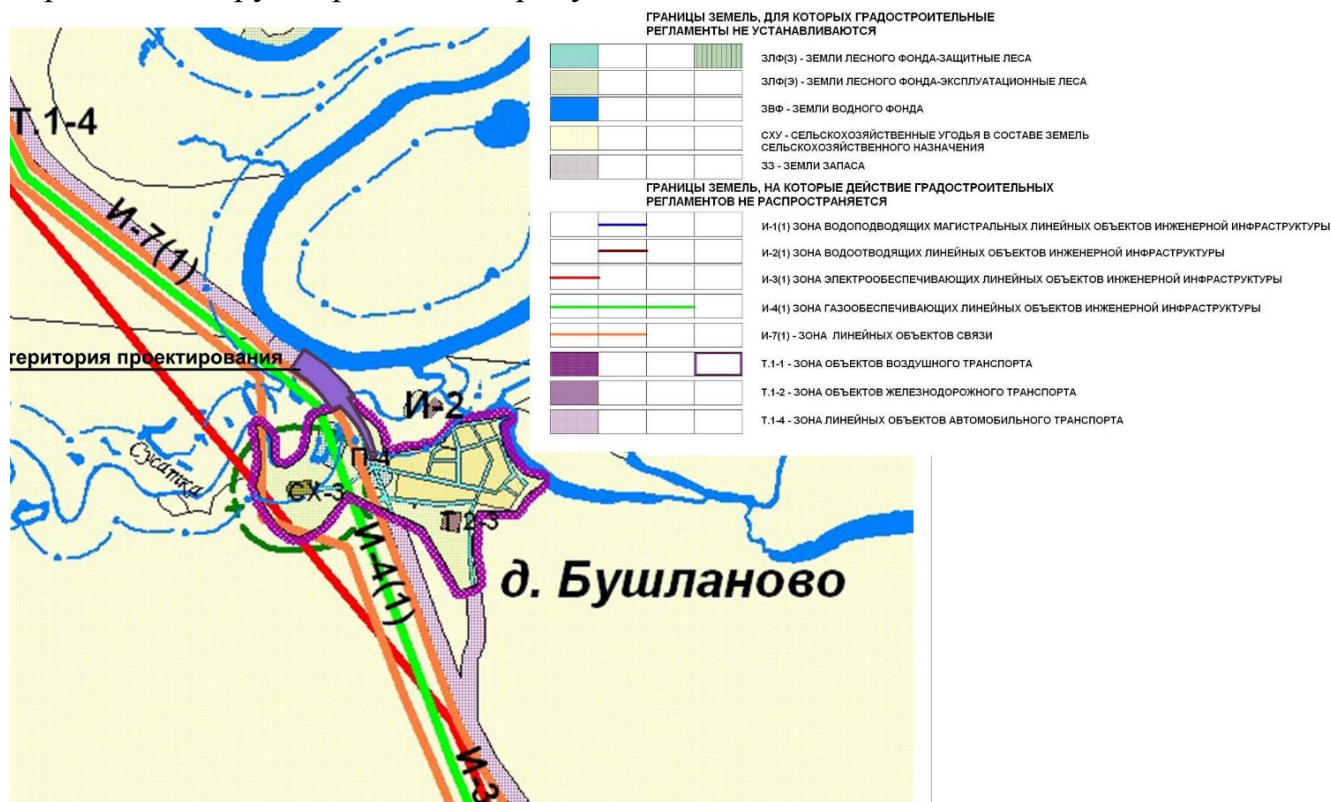 ГРАНИЦЫ ЗЕМЕЛЬ, ДЛЯ КОТОРЫХ ГРАДОСТРОИТЕЛЬНЫЕ
РЕГЛАМЕНТЫ НЕ УСТАНАВЛИВАЮТСЯ
ЗЛФ(З) - ЗЕМЛИ ЛЕСНОГО ФОНДА-ЗАЩИТНЫЕ ЛЕСА
ЗЛФ(Э) - ЗЕМЛИ ЛЕСНОГО ФОНДА-ЭКСПЛУАТАЦИОННЫЕ ЛЕСА
ЗВФ - ЗЕМЛИ ВОДНОГО ФОНДА
СХУ - СЕЛЬСКОХОЗЯЙСТВЕННЫЕ УГОДЬЯ В СОСТАВЕ ЗЕМЕЛЬ
СЕЛЬСКОХОЗЯЙСТВЕННОГО НАЗНАЧЕНИЯ
ЗЗ - ЗЕМЛИ ЗАПАСА
ГРАНИЦЫ ЗЕМЕЛЬ, НА КОТОРЫЕ ДЕЙСТВИЕ ГРАДОСТРОИТЕЛЬНЫХ
РЕГЛАМЕНТОВ НЕ РАСПРОСТРАНЯЕТСЯ
И-1(1) ЗОНА ВОДОПОДВОДЯЩИХ МАГИСТРАЛЬНЫХ ЛИНЕЙНЫХ ОБЪЕКТОВ ИНЖЕНЕРНОЙ ИНФРАСТРУКТУРЫ
И-2(1) ЗОНА ВОДООТВОДЯЩИХ ЛИНЕЙНЫХ ОБЪЕКТОВ ИНЖЕНЕРНОЙ ИНФРАСТРУКТУРЫ
И-3(1) ЗОНА ЭЛЕКТРООБЕСПЕЧИВАЮЩИХ ЛИНЕЙНЫХ ОБЪЕКТОВ ИНЖЕНЕРНОЙ ИНФРАСТРУКТУРЫ
И-4(1) ЗОНА ГАЗООБЕСПЕЧИВАЮЩИХ ЛИНЕЙНЫХ ОБЪЕКТОВ ИНЖЕНЕРНОЙ ИНФРАСТРУКТУРЫ
И-7(1) - ЗОНА ЛИНЕЙНЫХ ОБЪЕКТОВ СВЯЗИ
Т.1-1 - ЗОНА ОБЪЕКТОВ ВОЗДУШНОГО ТРАНСПОРТА
Т.1-2 - ЗОНА ОБЪЕКТОВ ЖЕЛЕЗНОДОРОЖНОГО ТРАНСПОРТА
Т.1-4 - ЗОНА ЛИНЕЙНЫХ ОБЪЕКТОВ АВТОМОБИЛЬНОГО ТРАНСПОРТА
Т.1-4
И-7(1)
територия проектирования
И-2
П-4
Сусатка
СХ-3
Т.2-3
И-4(1)
д. Бушланово
И-3